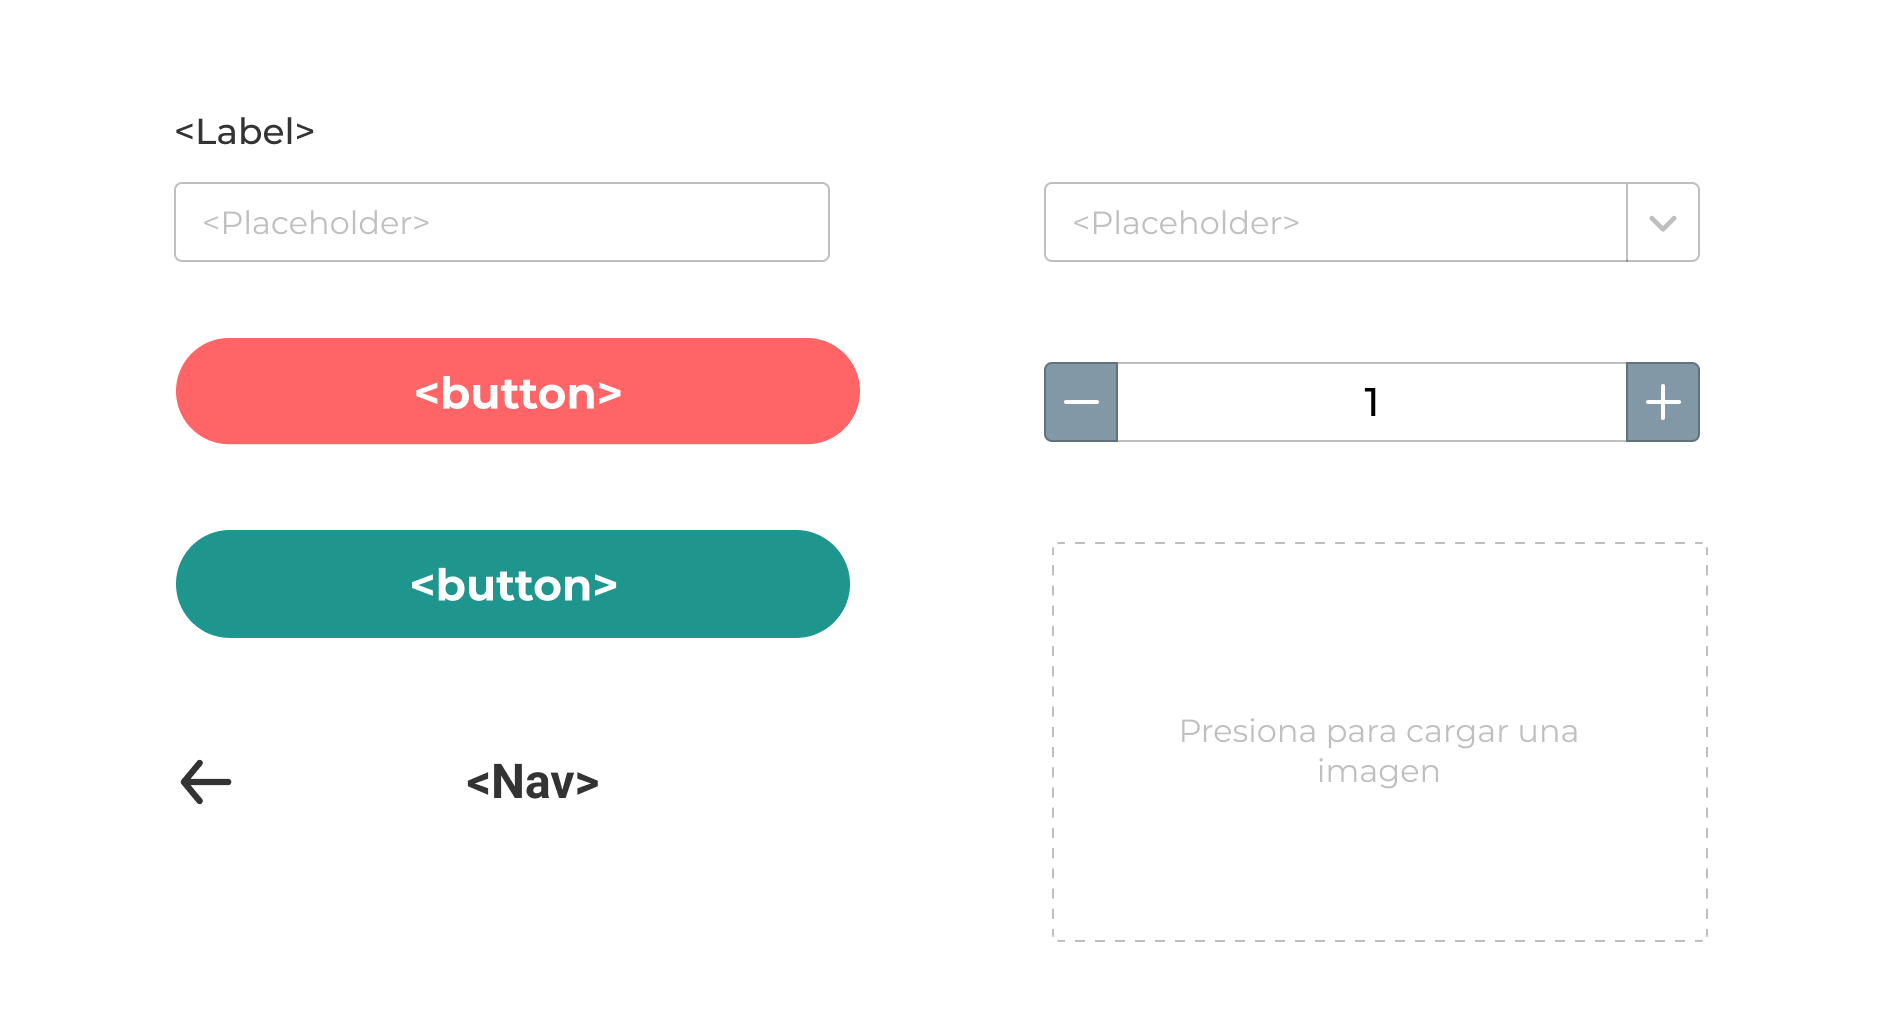 <Label>
<Placeholder>
<Placeholder>
<button>
1
<button>
Presiona para cargar una
imagen
<Nav>